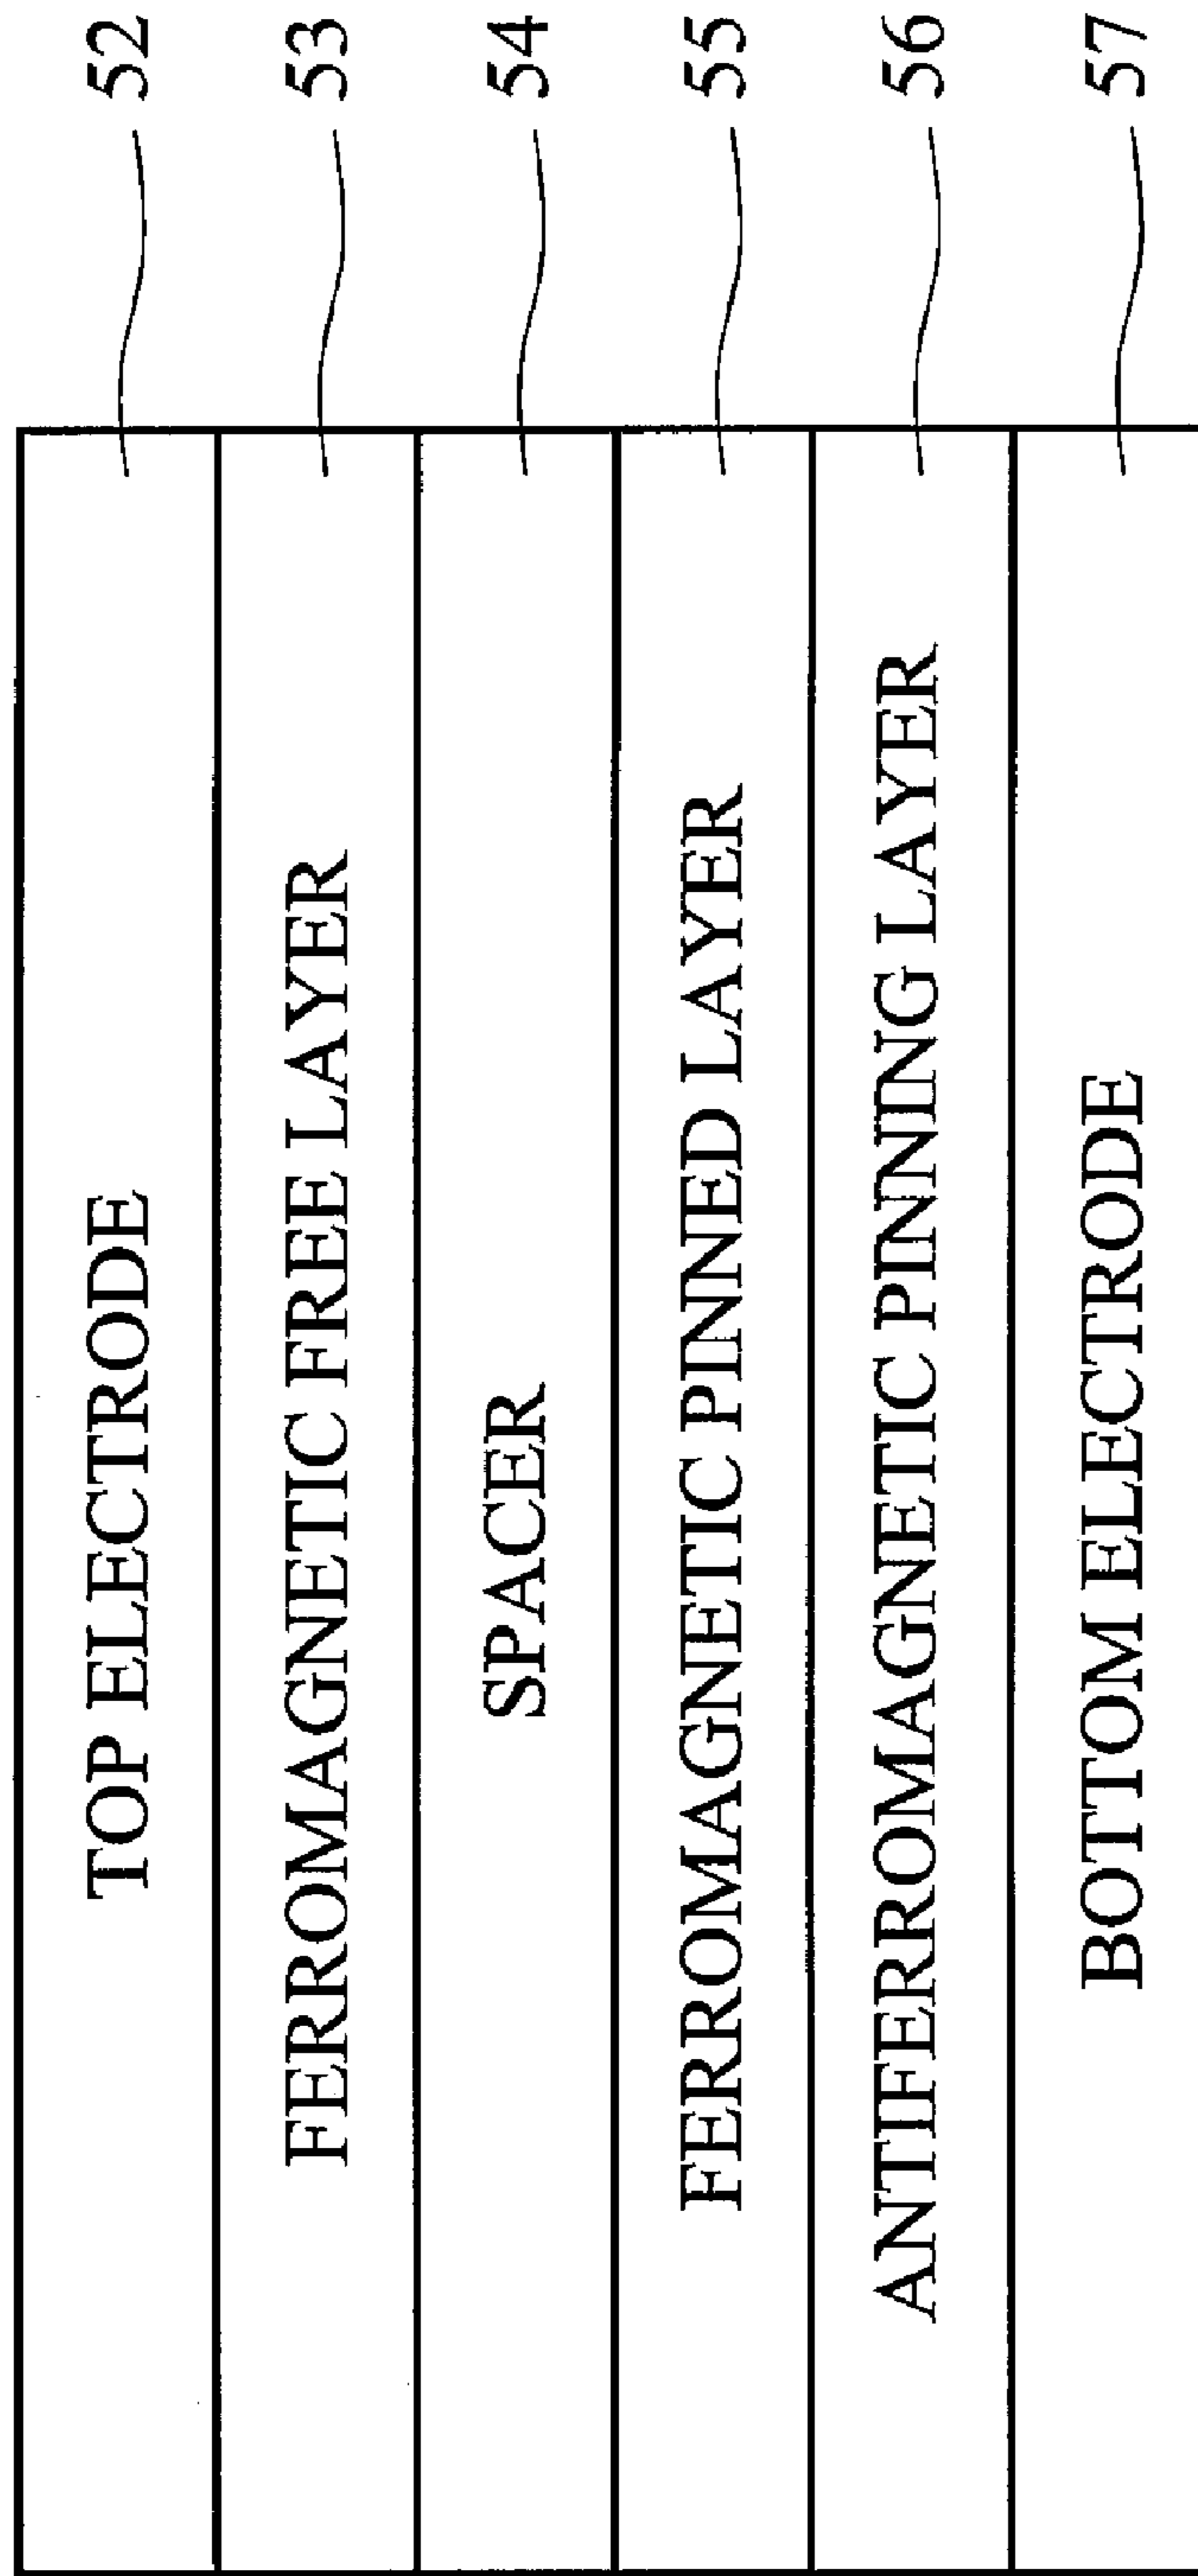 TOP ELECTRODE 52
FERROMAGNETIC FREE LAYER 53
SPACER 54
FERROMAGNETIC PINNED LAYER 55
ANTIFERROMAGNETIC PINNING LAYER 56
BOTTOM ELECTRODE 57